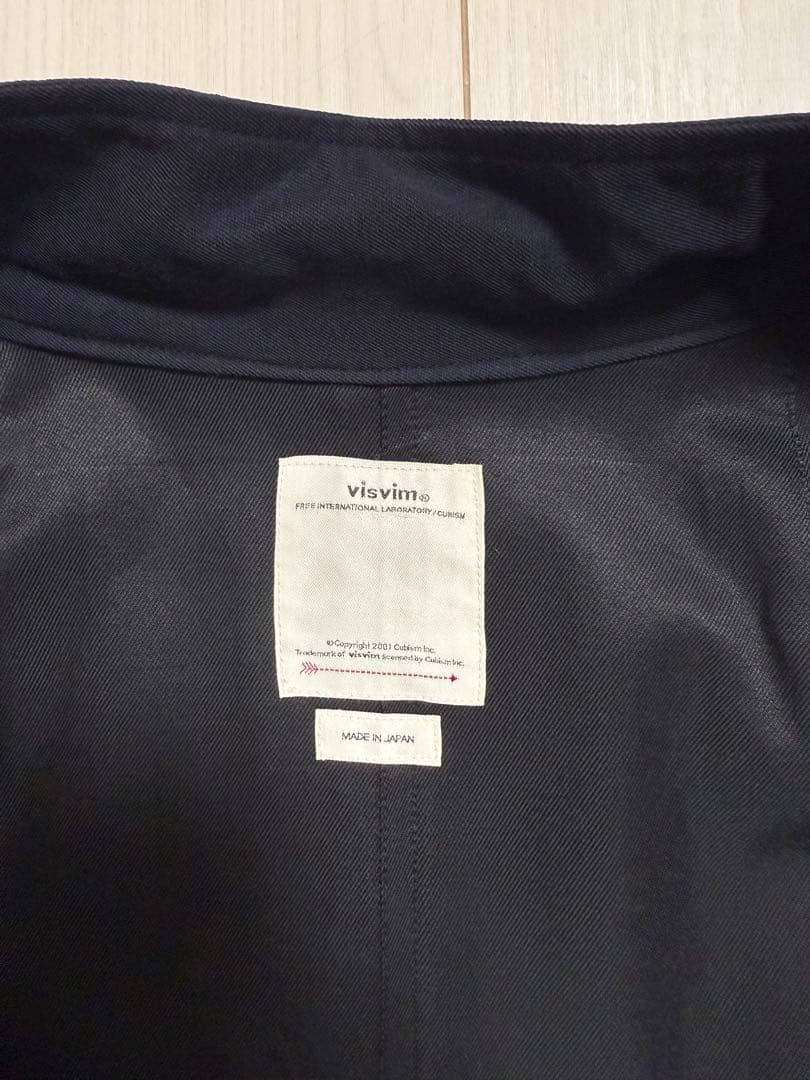 visvim®
FREE INTERNATIONAL LABORATORY/CUBISM
© Copyright 2001 Cubism Inc.
Trademark of visvim licensed by Cubism Inc.
MADE IN JAPAN